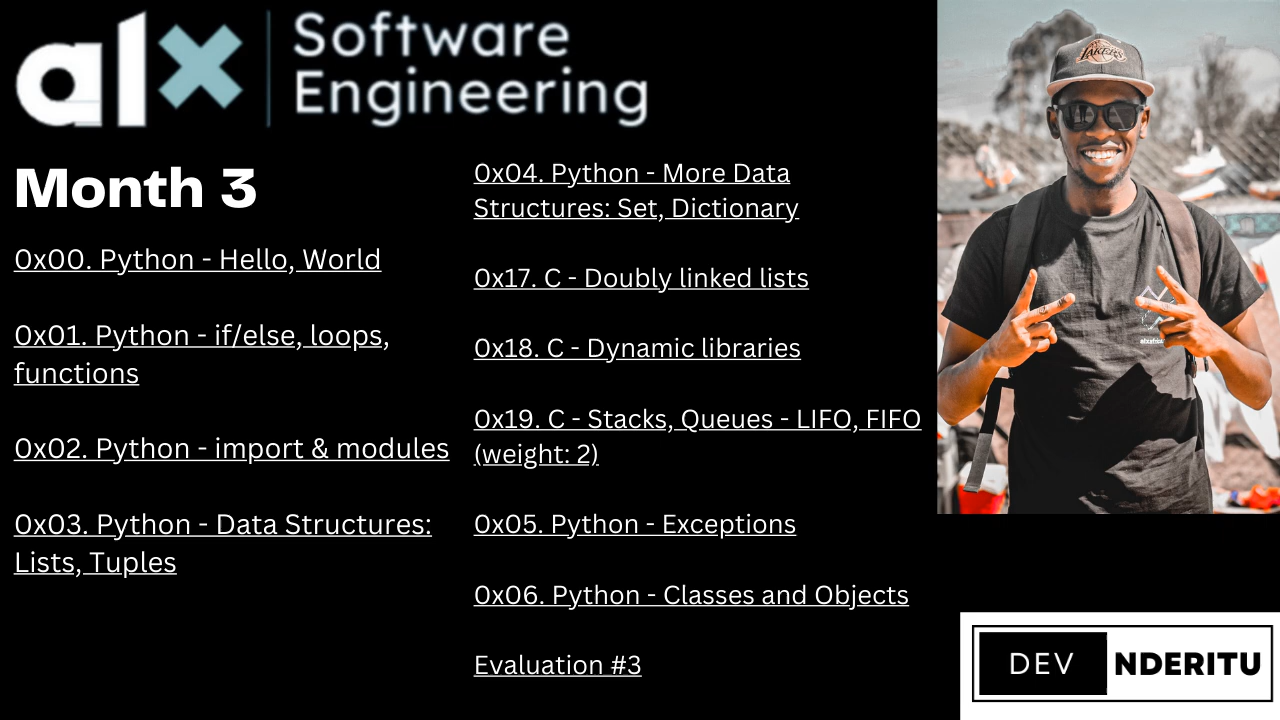 alx
Software
Engineering
Month 3
0x00. Python - Hello, World
0x01. Python - if/else, loops,
functions
0x02. Python - import & modules
0x03. Python - Data Structures:
Lists, Tuples
0x04. Python - More Data
Structures: Set, Dictionary
0x17. C - Doubly linked lists
0x18. C - Dynamic libraries
0x19. C - Stacks, Queues - LIFO, FIFO
(weight: 2)
0x05. Python - Exceptions
0x06. Python - Classes and Objects
Evaluation #3
LAKERS
DEV NDERITU